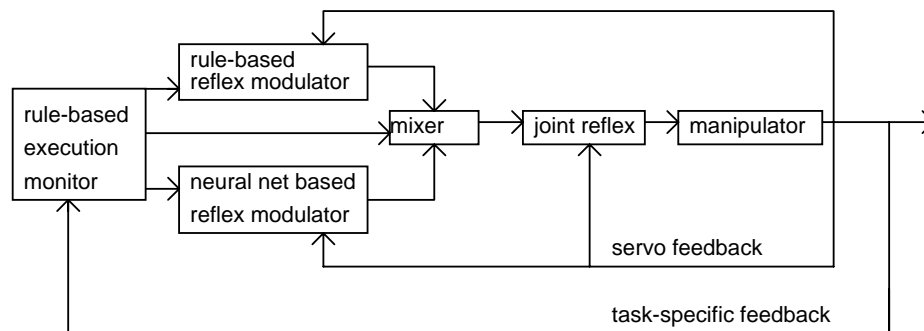 rule-based
reflex modulator
rule-based
execution
monitor
mixer
joint reflex
manipulator
neural net based
reflex modulator
servo feedback
task-specific feedback